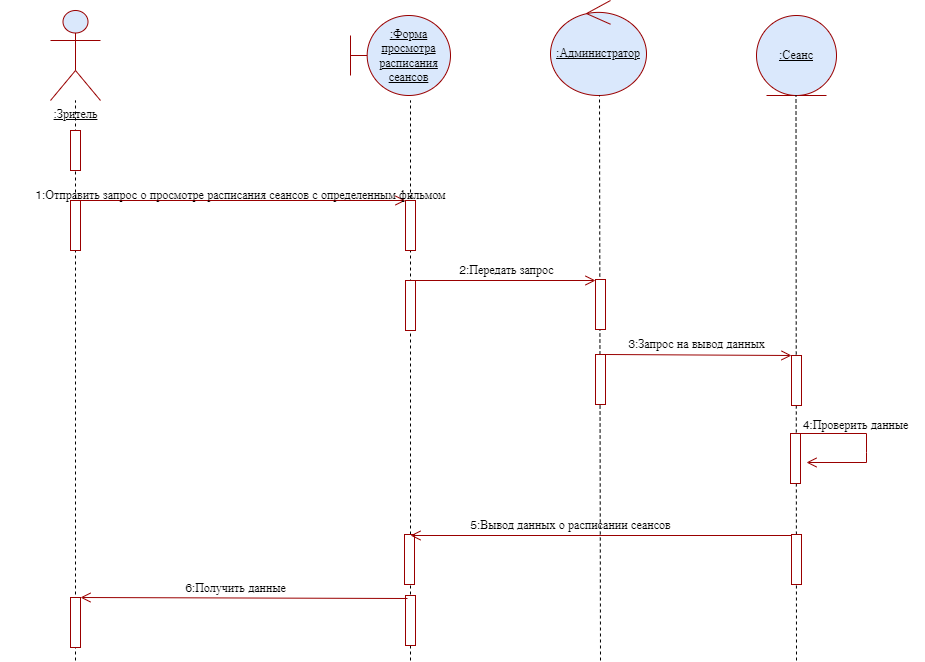 :Форма
просмотра
расписания
сеансов
:Администратор
:Сеанс
:Зритель
1:Отправить запрос о просмотре расписания сеансов с определенным фильмом
2:Передать запрос
3:Запрос на вывод данных
4:Проверить данные
5:Вывод данных о расписании сеансов
6:Получить данные